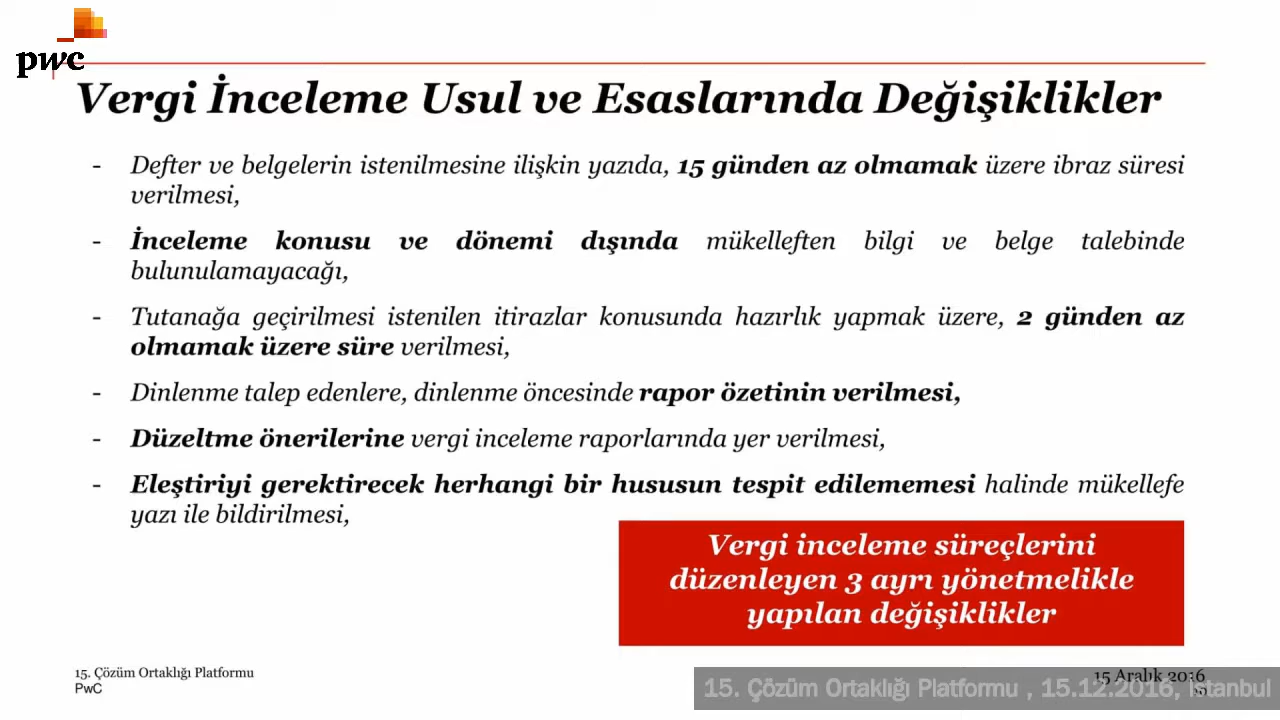 pwc
Vergi İnceleme Usul ve Esaslarında Değişiklikler
- Defter ve belgelerin istenilmesine ilişkin yazıda, 15 günden az olmamak üzere ibraz süresi
verilmesi,
- İnceleme konusu ve dönemi dışında mükelleften bilgi ve belge talebinde
bulunulamayacağı,
- Tutanağa geçirilmesi istenilen itirazlar konusunda hazırlık yapmak üzere, 2 günden az
olmamak üzere süre verilmesi,
- Dinlenme talep edenlere, dinlenme öncesinde rapor özetinin verilmesi,
- Düzeltme önerilerine vergi inceleme raporlarında yer verilmesi,
- Eleştiriyi gerektirecek herhangi bir hususun tespit edilememesi halinde mükellefe
yazı ile bildirilmesi,
Vergi inceleme süreçlerini
düzenleyen 3 ayrı yönetmelikle
yapılan değişiklikler
15. Çözüm Ortaklığı Platformu
PwC
15 Aralık 2016
15. Çözüm Ortaklığı Platformu , 15.12.2016, İstanbul